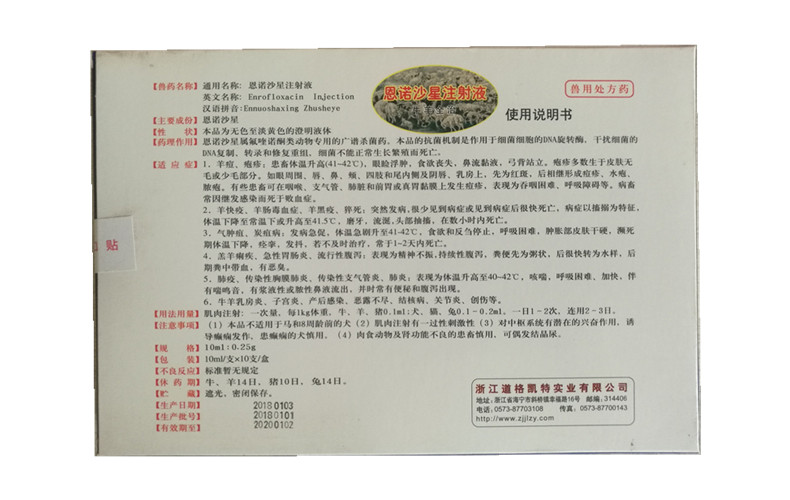 恩诺沙星注射液
兽用处方药
使用说明书
【兽药名称】通用名称: 恩诺沙星注射液
英文名称: Enrofloxacin Injection
汉语拼音:Ennuoshaxing Zhusheye
【主要成份】恩诺沙星
【性 状】本品为无色至淡黄色的澄明液体
【药理作用】恩诺沙星属氟喹诺酮类动物专用的广谱杀菌药。本品的抗菌机制是作用于细菌细胞的DNA旋转酶，干扰细菌的
DNA复制、转录和修复重组，细菌不能正常生长繁殖而死亡。
【适 应 症】1、羊痘、疱疹：患畜体温升高(41-42℃)，眼睑浮肿，食欲丧失，鼻流黏液，弓背站立。疱疹多数生于皮肤无
毛或少毛部分。如眼周围、唇、鼻、颊、四肢和尾内侧及阴唇、乳房上，先为红斑，后相继形成痘疹、水疱、
脓疱。有些患畜可在咽喉、支气管、肺脏和前胃或真胃黏膜上发生痘疹，表现为吞咽困难、呼吸障碍等。病畜
常因继发感染而死于败血症。
2、羊快疫、羊肠毒血症、羊黑疫、猝死；突然发病，很少见到病症或见到病症后很快死亡，病症以搐搦为特征，
体温下降至常温下或升高至41.5℃，磨牙，流涎，头部抽搐，在数小时内死亡。
3、气肿疽、炭疽病：发病急促，体温急剧升至41-42℃，食欲和反刍停止，呼吸困难，肿胀部皮肤干硬，濒死
期体温下降，痉挛，发抖，若不及时治疗，常于1~2天内死亡。
4、羔羊痢疾、急性胃肠炎、流行性腹泻：表现为精神不振，持续性腹泻，粪便先为粥状，后很快转为水样，后
期粪中带血，有恶臭。
5、肺疫、传染性胸膜肺炎、传染性支气管炎、肺炎：表现为体温升高至40-42℃，咳喘，呼吸困难、加快、伴
有喘鸣音，有浆液性或脓性鼻液流出，并时常有便秘和腹泻出现。
6、牛羊乳房炎、子宫炎、产后感染、恶露不尽、结核病、关节炎、创伤等。
【用法用量】肌肉注射：一次量，每1kg体重，牛、羊、猪0.1ml；犬、猫、兔0.1-0.2ml，一日1-2次，连用2-3日。
【注意事项】（1）本品不适用于马和8周龄前的犬（2）肌肉注射有一过性刺激性（3）对中枢系统有潜在的兴奋作用，诱
导癫痫发作，患癫痫的犬慎用。（4）肉食动物及肾功能不良的患畜慎用，可偶发结晶尿。
【规 格】10ml:0.25g
【包 装】10ml/支×10支/盒
【不良反应】标准暂无规定
【休 药 期】牛、羊14日，猪10日，兔14日。
【贮 藏】遮光，密闭保存。
【生产日期】20180103
【生产批号】20180101
【有效期至】20200102
浙江道格凯特实业有限公司
地址：浙江省海宁市斜桥镇幸福路16号 邮编：314406
电话：0573-87703108 传真：0573-87700143
http://www.zjjlzy.com
贴